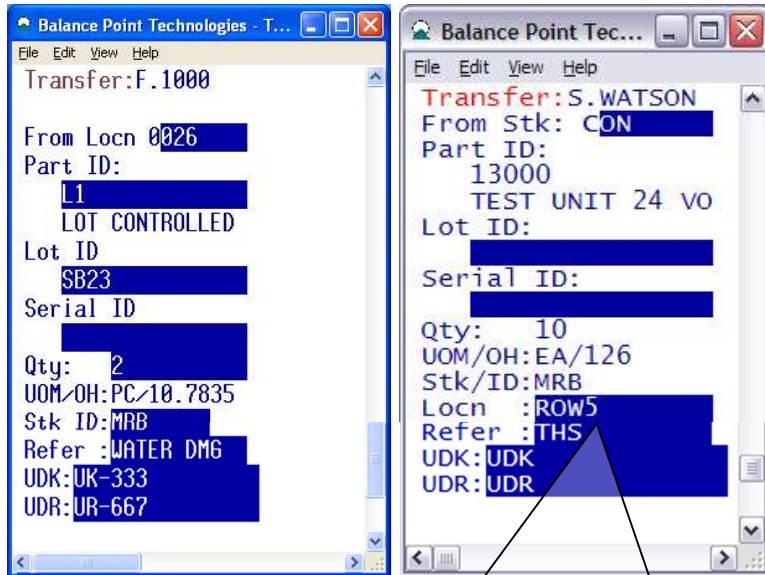 Balance Point Technologies - T...
File Edit View Help
Transfer:F.1000
From Locn 0026
Part ID:
L1
LOT CONTROLLED
Lot ID
SB23
Serial ID
Qty: 2
UOM/OH:PC/10.7835
Stk ID:MRB
Refer :WATER DMG
UDK:UK-333
UDR:UR-667
Balance Point Tec...
File Edit View Help
Transfer:S.WATSON
From Stk: CON
Part ID:
13000
TEST UNIT 24 VO
Lot ID:
Serial ID:
Qty: 10
UOM/OH:EA/126
Stk/ID:MRB
Locn :ROW5
Refer :THS
UDK:UDK
UDR:UDR